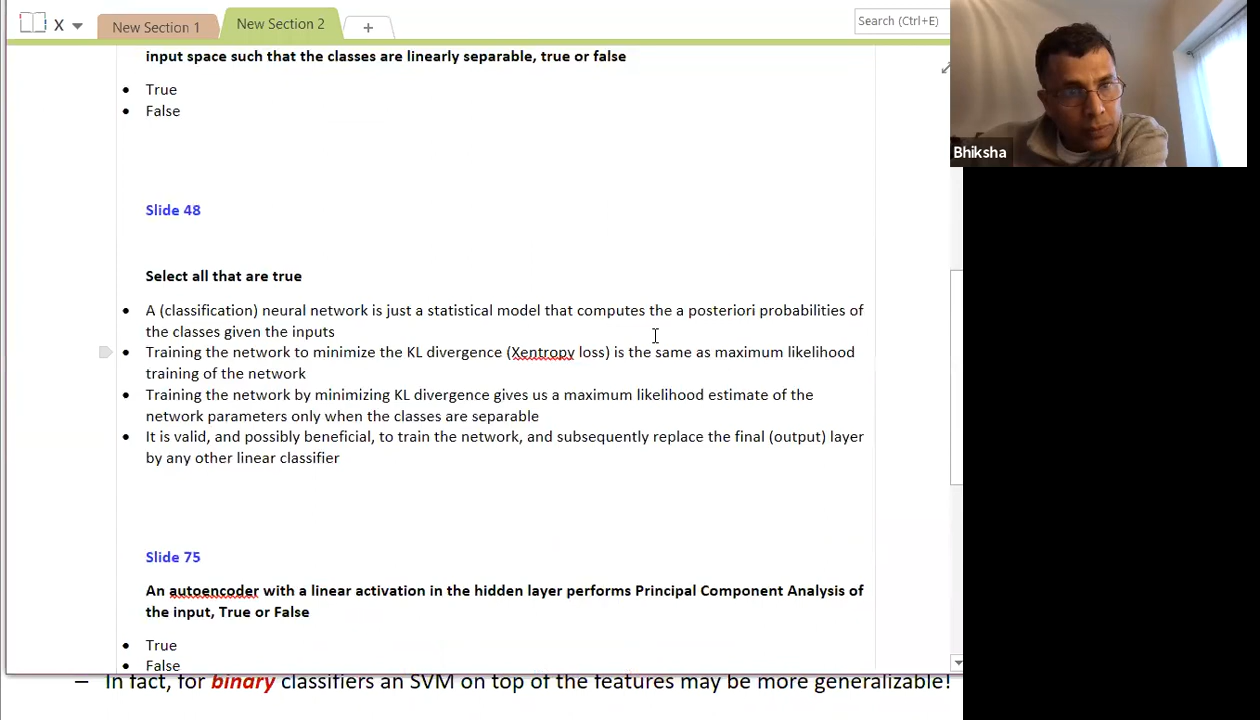 X New Section 1 New Section 2 + Search (Ctrl+E)
input space such that the classes are linearly separable, true or false
• True
• False
Bhiksha
Slide 48
Select all that are true
• A (classification) neural network is just a statistical model that computes the a posteriori probabilities of
the classes given the inputs
• Training the network to minimize the KL divergence (Xentropy loss) is the same as maximum likelihood
training of the network
• Training the network by minimizing KL divergence gives us a maximum likelihood estimate of the
network parameters only when the classes are separable
• It is valid, and possibly beneficial, to train the network, and subsequently replace the final (output) layer
by any other linear classifier
Slide 75
An autoencoder with a linear activation in the hidden layer performs Principal Component Analysis of
the input, True or False
• True
• False
– In fact, for binary classifiers an SVM on top of the features may be more generalizable!